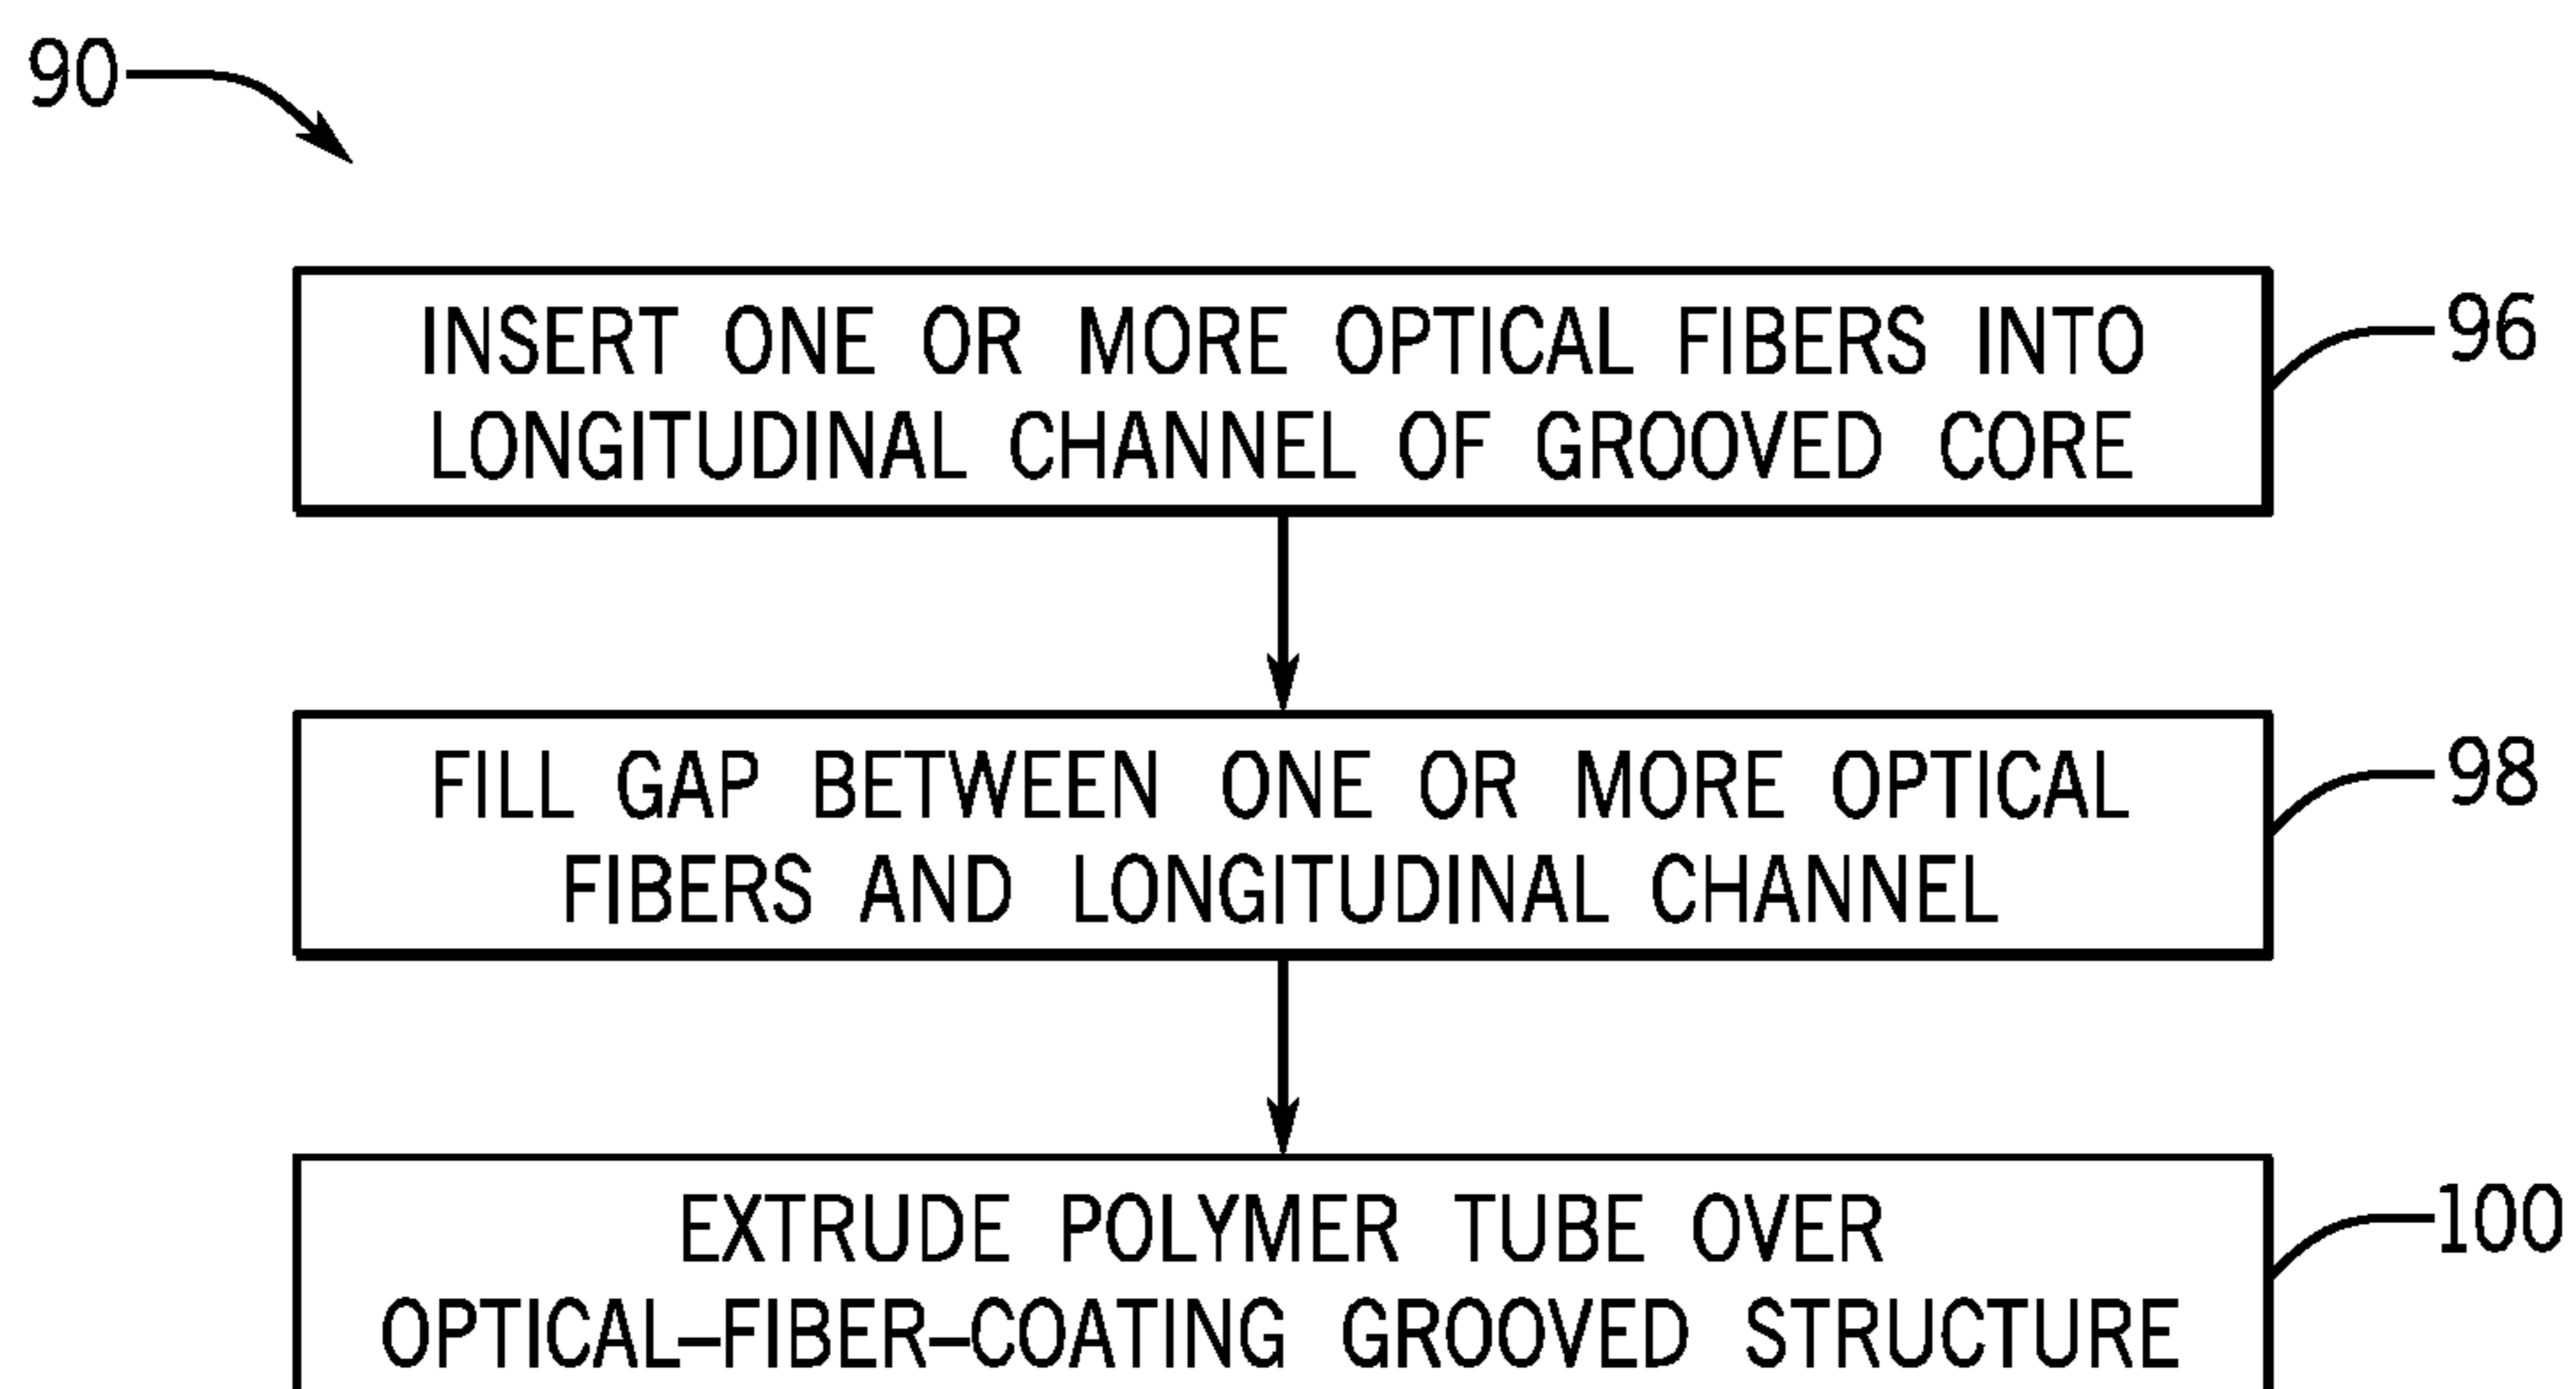 90
INSERT ONE OR MORE OPTICAL FIBERS INTO
LONGITUDINAL CHANNEL OF GROOVED CORE
96
FILL GAP BETWEEN ONE OR MORE OPTICAL
FIBERS AND LONGITUDINAL CHANNEL
98
EXTRUDE POLYMER TUBE OVER
OPTICAL–FIBER–COATING GROOVED STRUCTURE
100